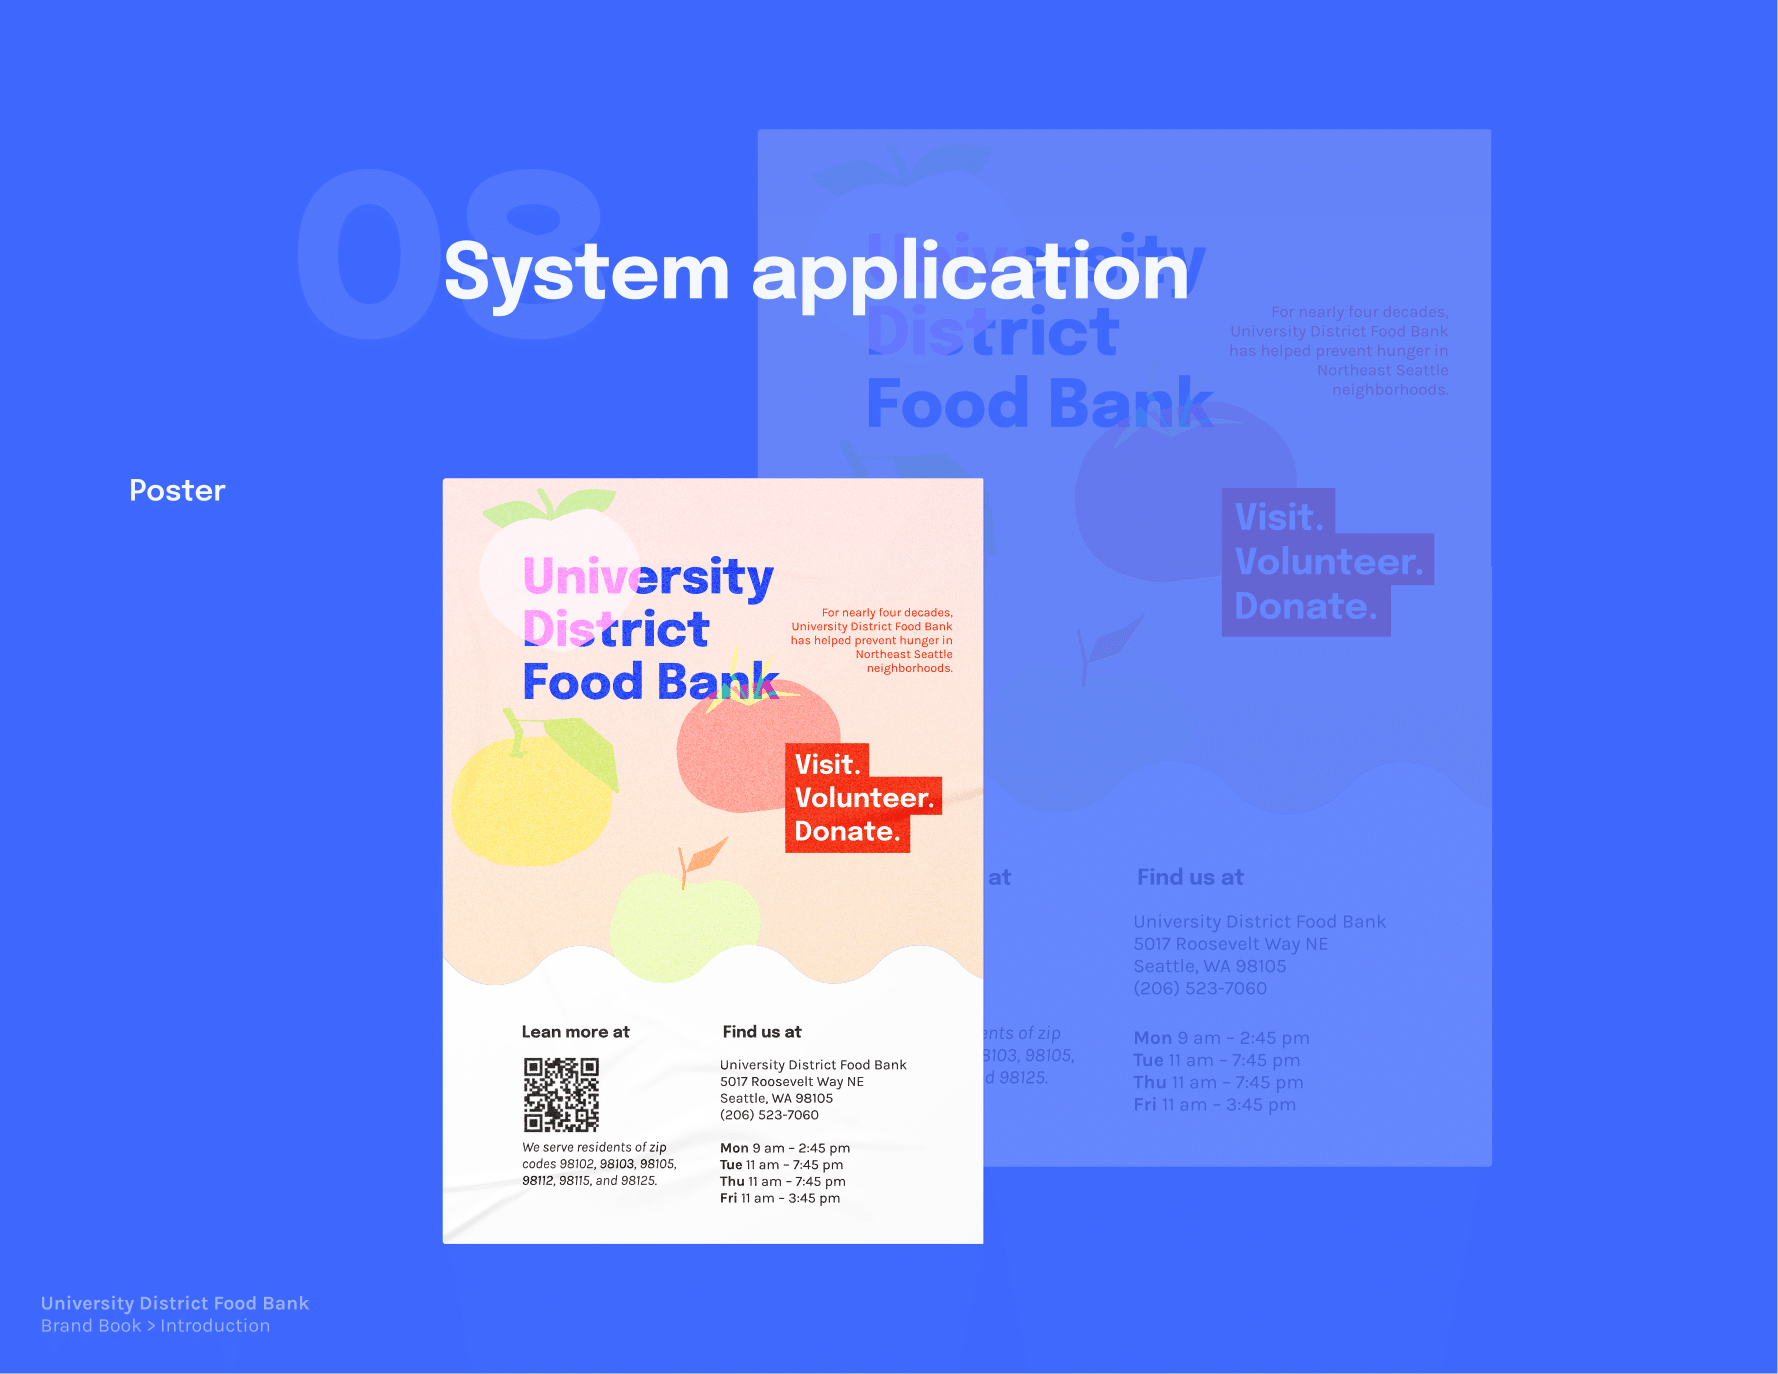 08
System application
Poster
University
District
Food Bank
For nearly four decades,
University District Food Bank
has helped prevent hunger in
Northeast Seattle
neighborhoods.
Visit.
Volunteer.
Donate.
Lean more at
We serve residents of zip
codes 98102, 98103, 98105,
98112, 98115, and 98125.
Find us at
University District Food Bank
5017 Roosevelt Way NE
Seattle, WA 98105
(206) 523-7060
Mon 9 am – 2:45 pm
Tue 11 am – 7:45 pm
Thu 11 am – 7:45 pm
Fri 11 am – 3:45 pm
University
District
Food Bank
For nearly four decades,
University District Food Bank
has helped prevent hunger in
Northeast Seattle
neighborhoods.
Visit.
Volunteer.
Donate.
at
ents of zip
8103, 98105,
d 98125.
Find us at
University District Food Bank
5017 Roosevelt Way NE
Seattle, WA 98105
(206) 523-7060
Mon 9 am – 2:45 pm
Tue 11 am – 7:45 pm
Thu 11 am – 7:45 pm
Fri 11 am – 3:45 pm
University District Food Bank
Brand Book > Introduction